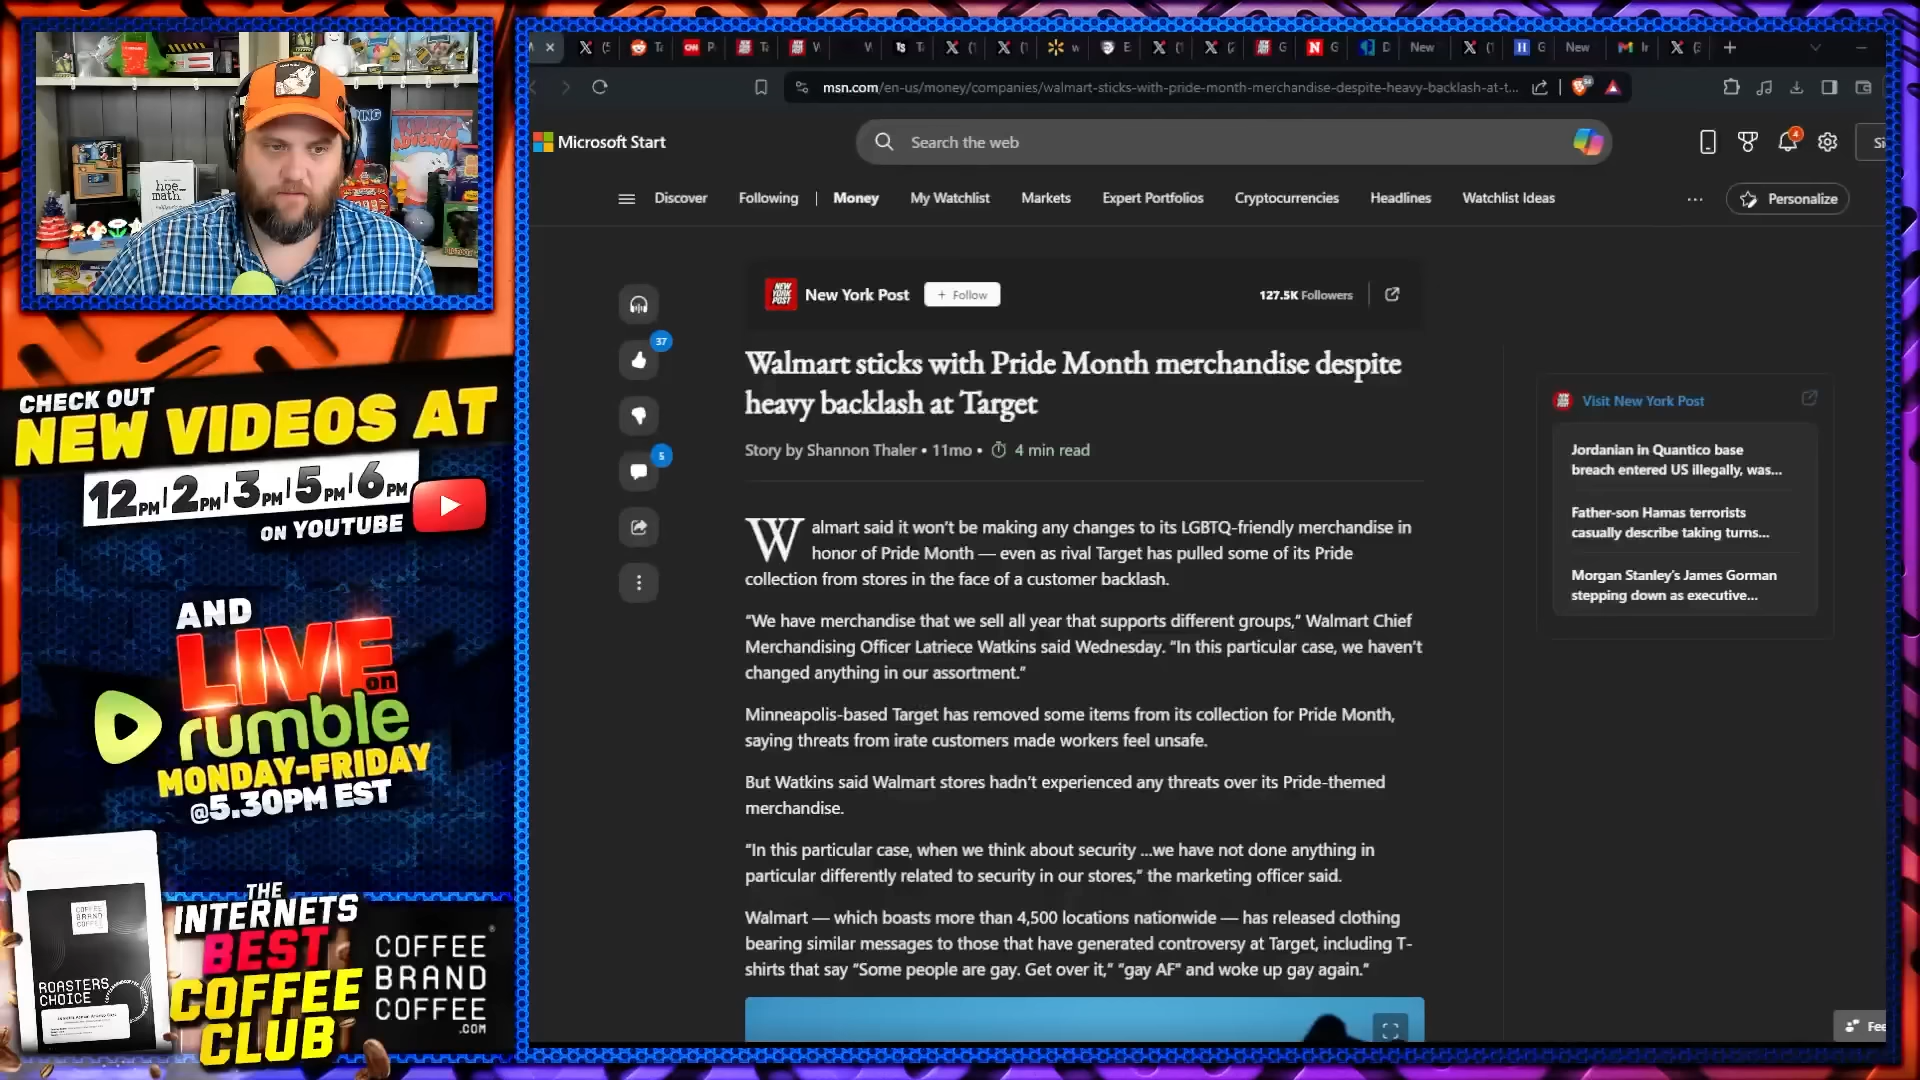 hoe_
math
CHECK OUT
NEW VIDEOS AT
12PM | 2PM | 3PM | 5PM | 6PM
ON YOUTUBE
AND
LIVE
on
rumble
MONDAY-FRIDAY
@5.30PM EST
COFFEE
BRAND
COFFEE
ROASTERS
CHOICE
THE
INTERNETS
BEST
COFFEE
CLUB
COFFEE
BRAND
COFFEE
.COM
New
New
msn.com/en-us/money/companies/walmart-sticks-with-pride-month-merchandise-despite-heavy-backlash-at-t...
Microsoft Start
Search the web
4
Discover
Following
Money
My Watchlist
Markets
Expert Portfolios
Cryptocurrencies
Headlines
Watchlist Ideas
Personalize
NEW YORK POST
New York Post
+ Follow
127.5K Followers
37
5
Walmart sticks with Pride Month merchandise despite
heavy backlash at Target
Story by Shannon Thaler • 11mo • 4 min read
Walmart said it won't be making any changes to its LGBTQ-friendly merchandise in
honor of Pride Month — even as rival Target has pulled some of its Pride
collection from stores in the face of a customer backlash.
“We have merchandise that we sell all year that supports different groups,” Walmart Chief
Merchandising Officer Latriece Watkins said Wednesday. “In this particular case, we haven’t
changed anything in our assortment.”
Minneapolis-based Target has removed some items from its collection for Pride Month,
saying threats from irate customers made workers feel unsafe.
But Watkins said Walmart stores hadn’t experienced any threats over its Pride-themed
merchandise.
“In this particular case, when we think about security ...we have not done anything in
particular differently related to security in our stores,” the marketing officer said.
Walmart — which boasts more than 4,500 locations nationwide — has released clothing
bearing similar messages to those that have generated controversy at Target, including T-
shirts that say “Some people are gay. Get over it,” “gay AF” and woke up gay again.”
Visit New York Post
Jordanian in Quantico base
breach entered US illegally, was...
Father-son Hamas terrorists
casually describe taking turns...
Morgan Stanley’s James Gorman
stepping down as executive...
Fee